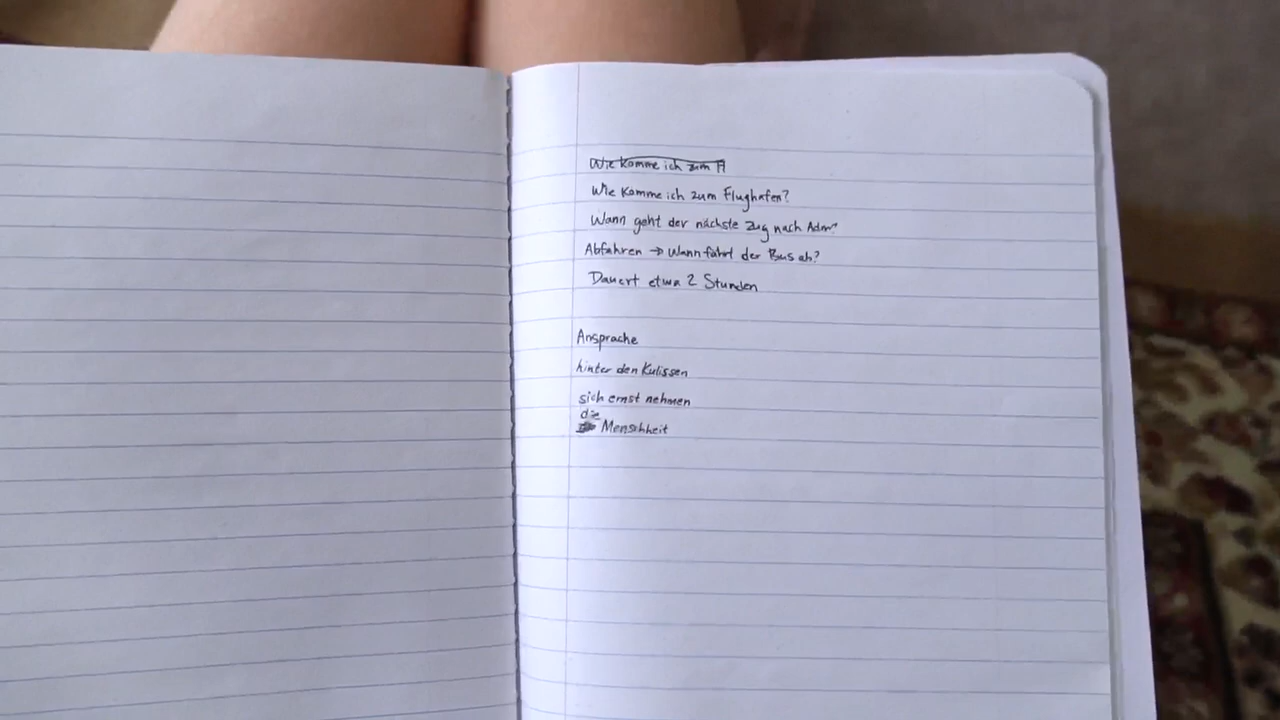 Wie komme ich zum Fl
Wie komme ich zum Flughafen?
Wann geht der nächste Zug nach
Abfahren → Wann fährt der Bus ab?
Dauert etwa 2 Stunden
Ansprache
hinter den Kulissen
sich ernst nehmen
die
Menschheit